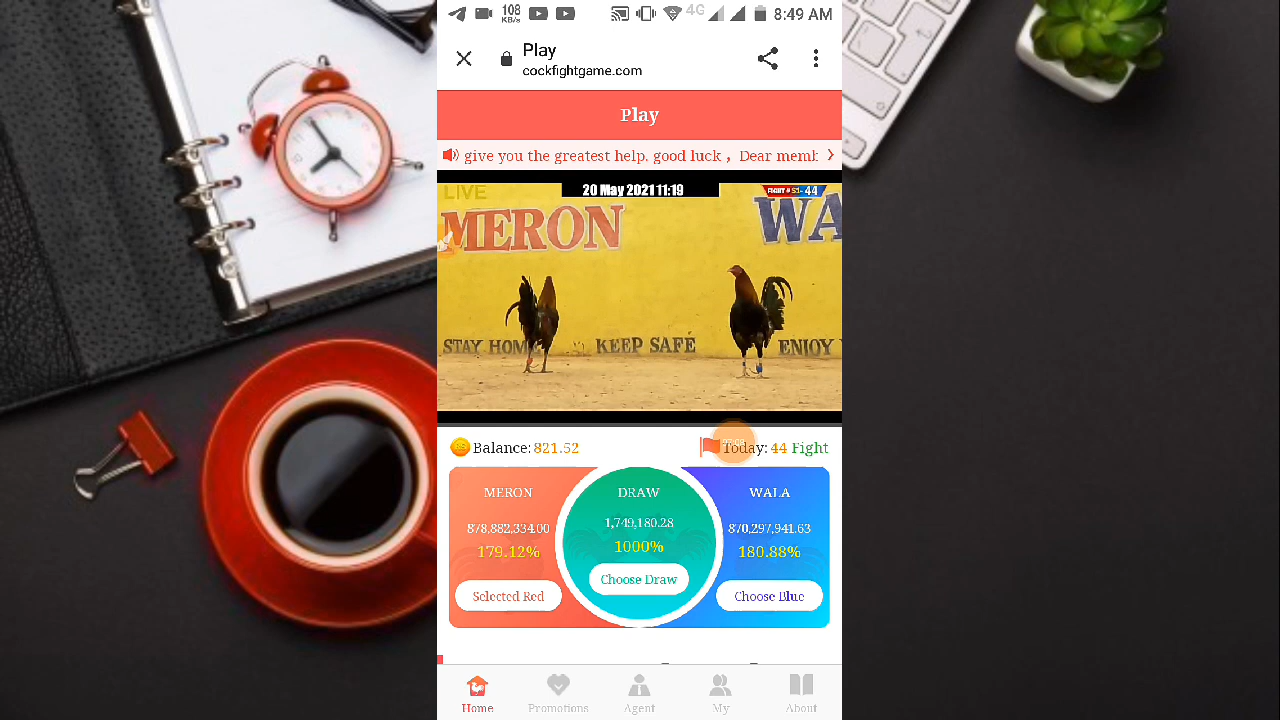 108
KB/s
4G
8:49 AM
Play
cockfightgame.com
Play
give you the greatest help. good luck , Dear memb
LIVE
20 May 2021 11:19
FIGHT # 51- 44
MERON
WA
STAY HOME
KEEP SAFE
ENJOY
Balance: 821.52
Today: 44 Fight
MERON
DRAW
WALA
878,882,334.00
1,749,180.28
870,297,941.63
179.12%
1000%
180.88%
Selected Red
Choose Draw
Choose Blue
Home
Promotions
Agent
My
About